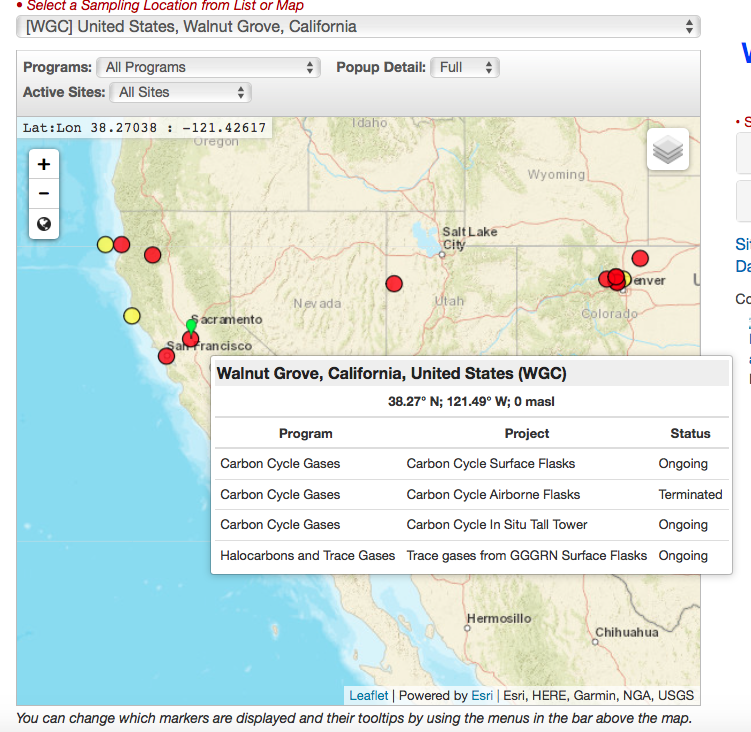 • Select a Sampling Location from List or Map
[WGC] United States, Walnut Grove, California
Programs: All Programs Popup Detail: Full
Active Sites: All Sites
Lat:Lon 38.27038 : -121.42617
Idaho
Oregon
+
−
Wyoming
Salt Lake
City
Nevada
Utah
enver
Colorado
Sacramento
San Francisco
Walnut Grove, California, United States (WGC)
38.27° N; 121.49° W; 0 masl
Program Project Status
Carbon Cycle Gases Carbon Cycle Surface Flasks Ongoing
Carbon Cycle Gases Carbon Cycle Airborne Flasks Terminated
Carbon Cycle Gases Carbon Cycle In Situ Tall Tower Ongoing
Halocarbons and Trace Gases Trace gases from GGGRN Surface Flasks Ongoing
Hermosillo
Chihuahua
Leaflet | Powered by Esri | Esri, HERE, Garmin, NGA, USGS
You can change which markers are displayed and their tooltips by using the menus in the bar above the map.